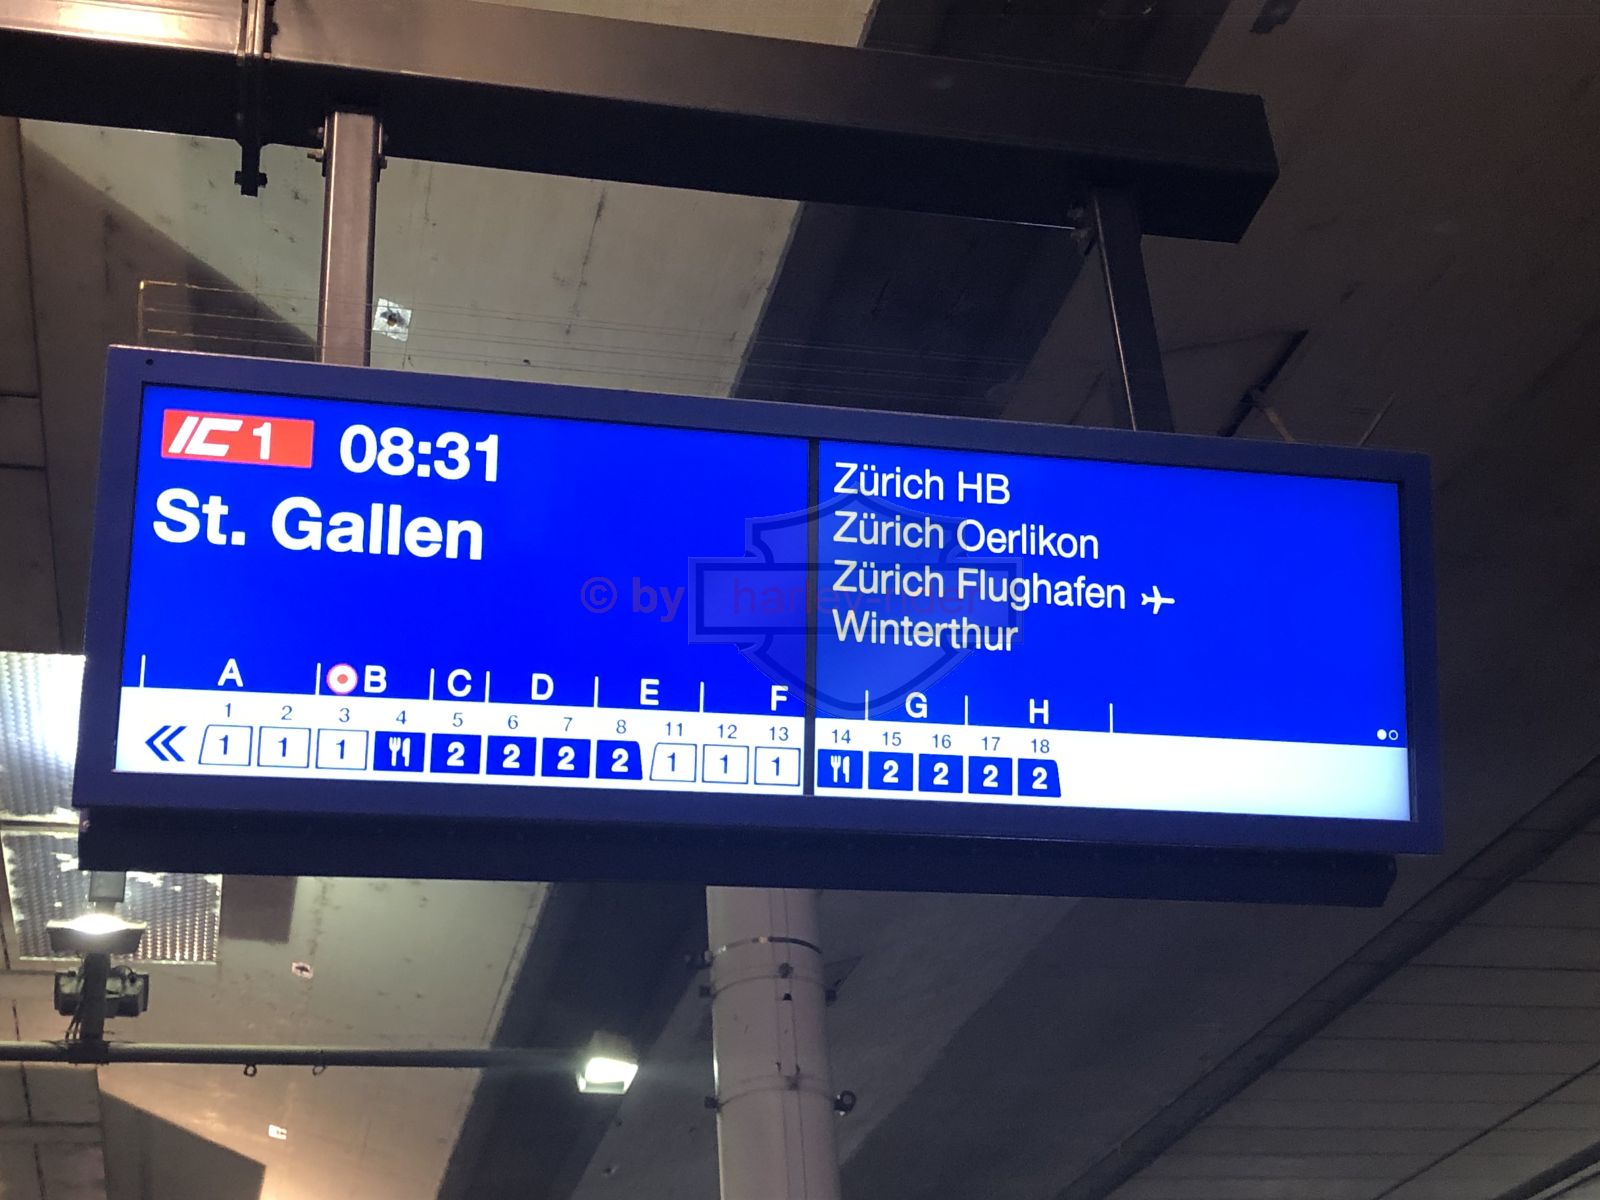 IC 1 08:31
St. Gallen
Zürich HB
Zürich Oerlikon
Zürich Flughafen
Winterthur
© by harley-rider
A B C D E F G H
1 2 3 4 5 6 7 8 11 12 13 14 15 16 17 18
1 1 1 2 2 2 2 1 1 1 2 2 2 2